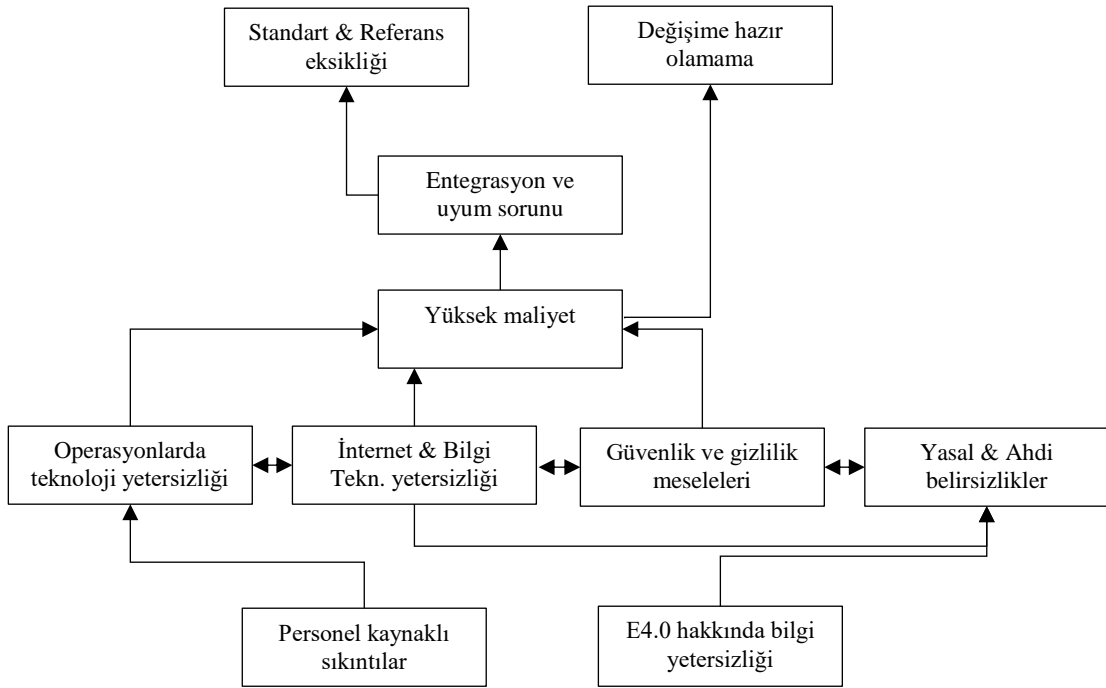 Standart & Referans
eksikliği
Değişime hazır
olamama
Entegrasyon ve
uyum sorunu
Yüksek maliyet
Operasyonlarda
teknoloji yetersizliği
İnternet & Bilgi
Tekn. yetersizliği
Güvenlik ve gizlilik
meseleleri
Yasal & Ahdi
belirsizlikler
Personel kaynaklı
sıkıntılar
E4.0 hakkında bilgi
yetersizliği